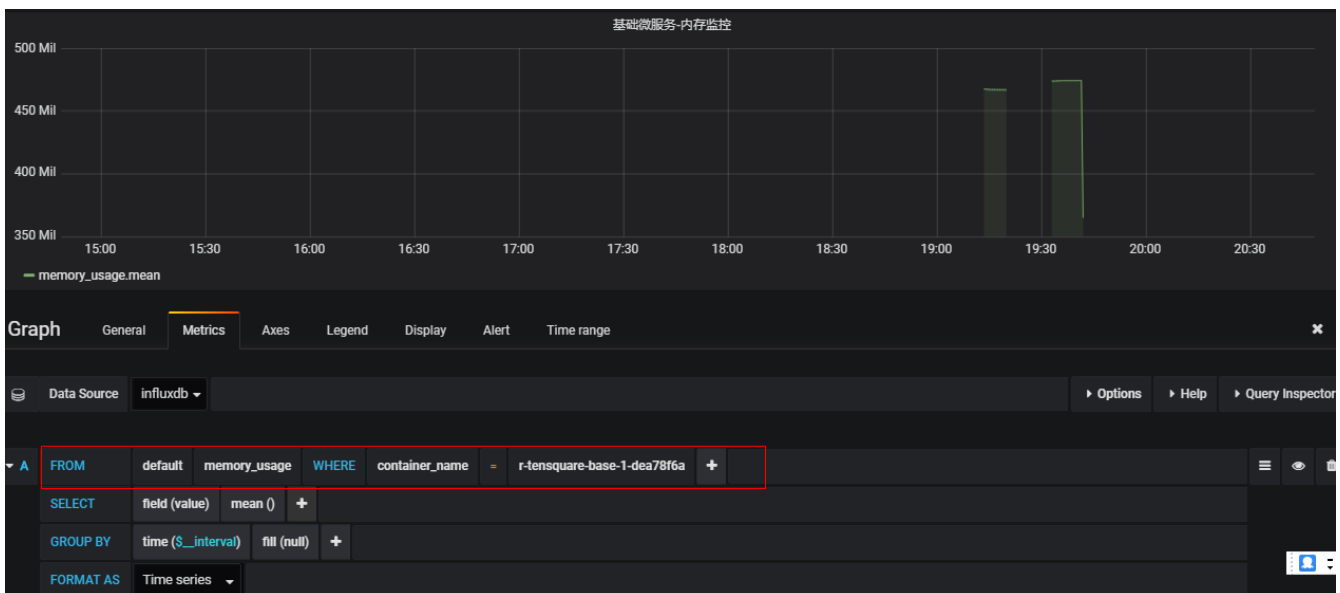 基础微服务-内存监控
500 Mil
450 Mil
400 Mil
350 Mil
15:00 15:30 16:00 16:30 17:00 17:30 18:00 18:30 19:00 19:30 20:00 20:30
memory_usage.mean
Graph General Metrics Axes Legend Display Alert Time range
Data Source influxdb Options Help Query Inspector
A FROM default memory_usage WHERE container_name = r-tensquare-base-1-dea78f6a +
SELECT field (value) mean () +
GROUP BY time ($__interval) fill (null) +
FORMAT AS Time series